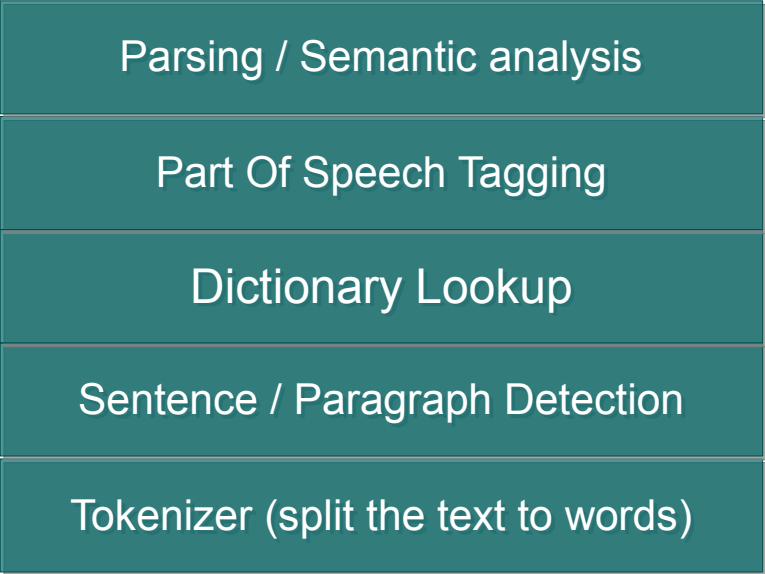 Parsing / Semantic analysis
Part Of Speech Tagging
Dictionary Lookup
Sentence / Paragraph Detection
Tokenizer (split the text to words)